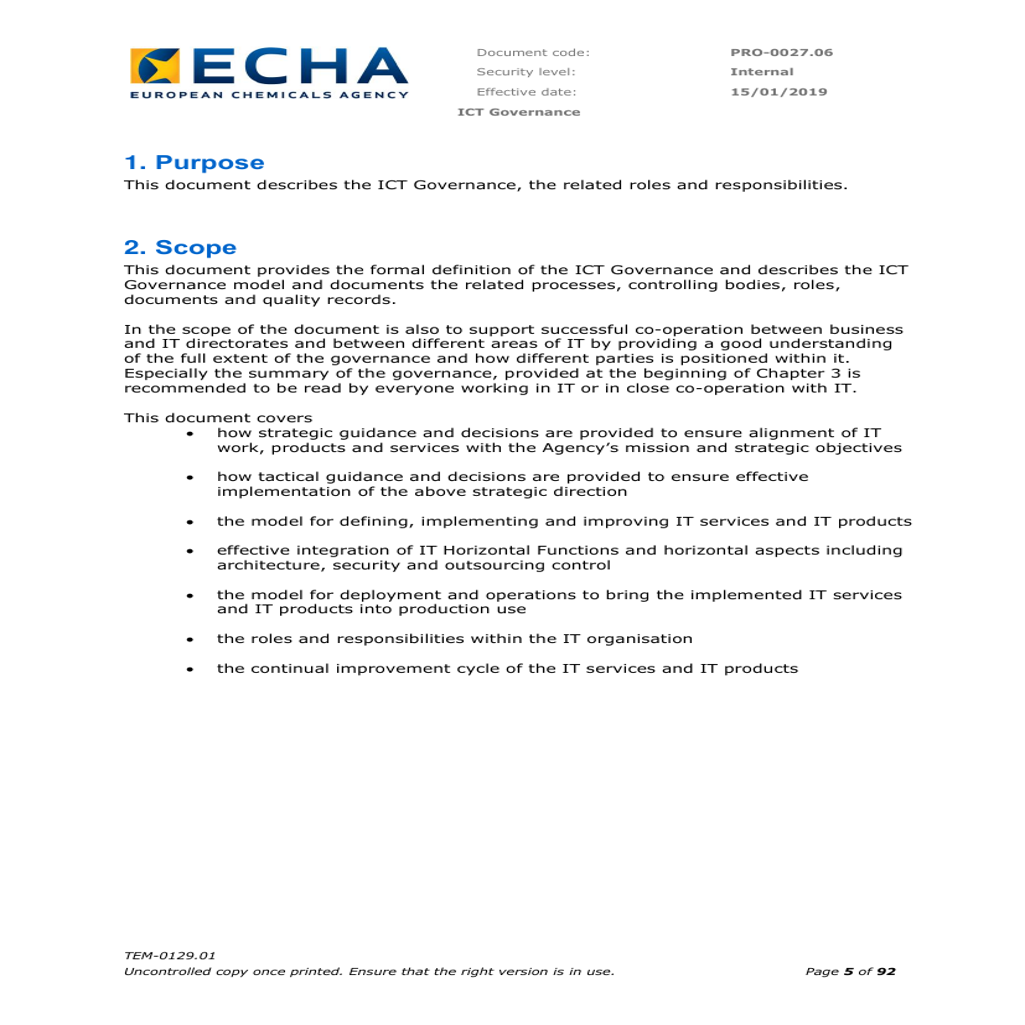 ECHA
EUROPEAN CHEMICALS AGENCY
Document code: PRO-0027.06
Security level: Internal
Effective date: 15/01/2019
ICT Governance
1. Purpose
This document describes the ICT Governance, the related roles and responsibilities.
2. Scope
This document provides the formal definition of the ICT Governance and describes the ICT
Governance model and documents the related processes, controlling bodies, roles,
documents and quality records.
In the scope of the document is also to support successful co-operation between business
and IT directorates and between different areas of IT by providing a good understanding
of the full extent of the governance and how different parties is positioned within it.
Especially the summary of the governance, provided at the beginning of Chapter 3 is
recommended to be read by everyone working in IT or in close co-operation with IT.
This document covers
• how strategic guidance and decisions are provided to ensure alignment of IT
work, products and services with the Agency’s mission and strategic objectives
• how tactical guidance and decisions are provided to ensure effective
implementation of the above strategic direction
• the model for defining, implementing and improving IT services and IT products
• effective integration of IT Horizontal Functions and horizontal aspects including
architecture, security and outsourcing control
• the model for deployment and operations to bring the implemented IT services
and IT products into production use
• the roles and responsibilities within the IT organisation
• the continual improvement cycle of the IT services and IT products
TEM-0129.01
Uncontrolled copy once printed. Ensure that the right version is in use. Page 5 of 92